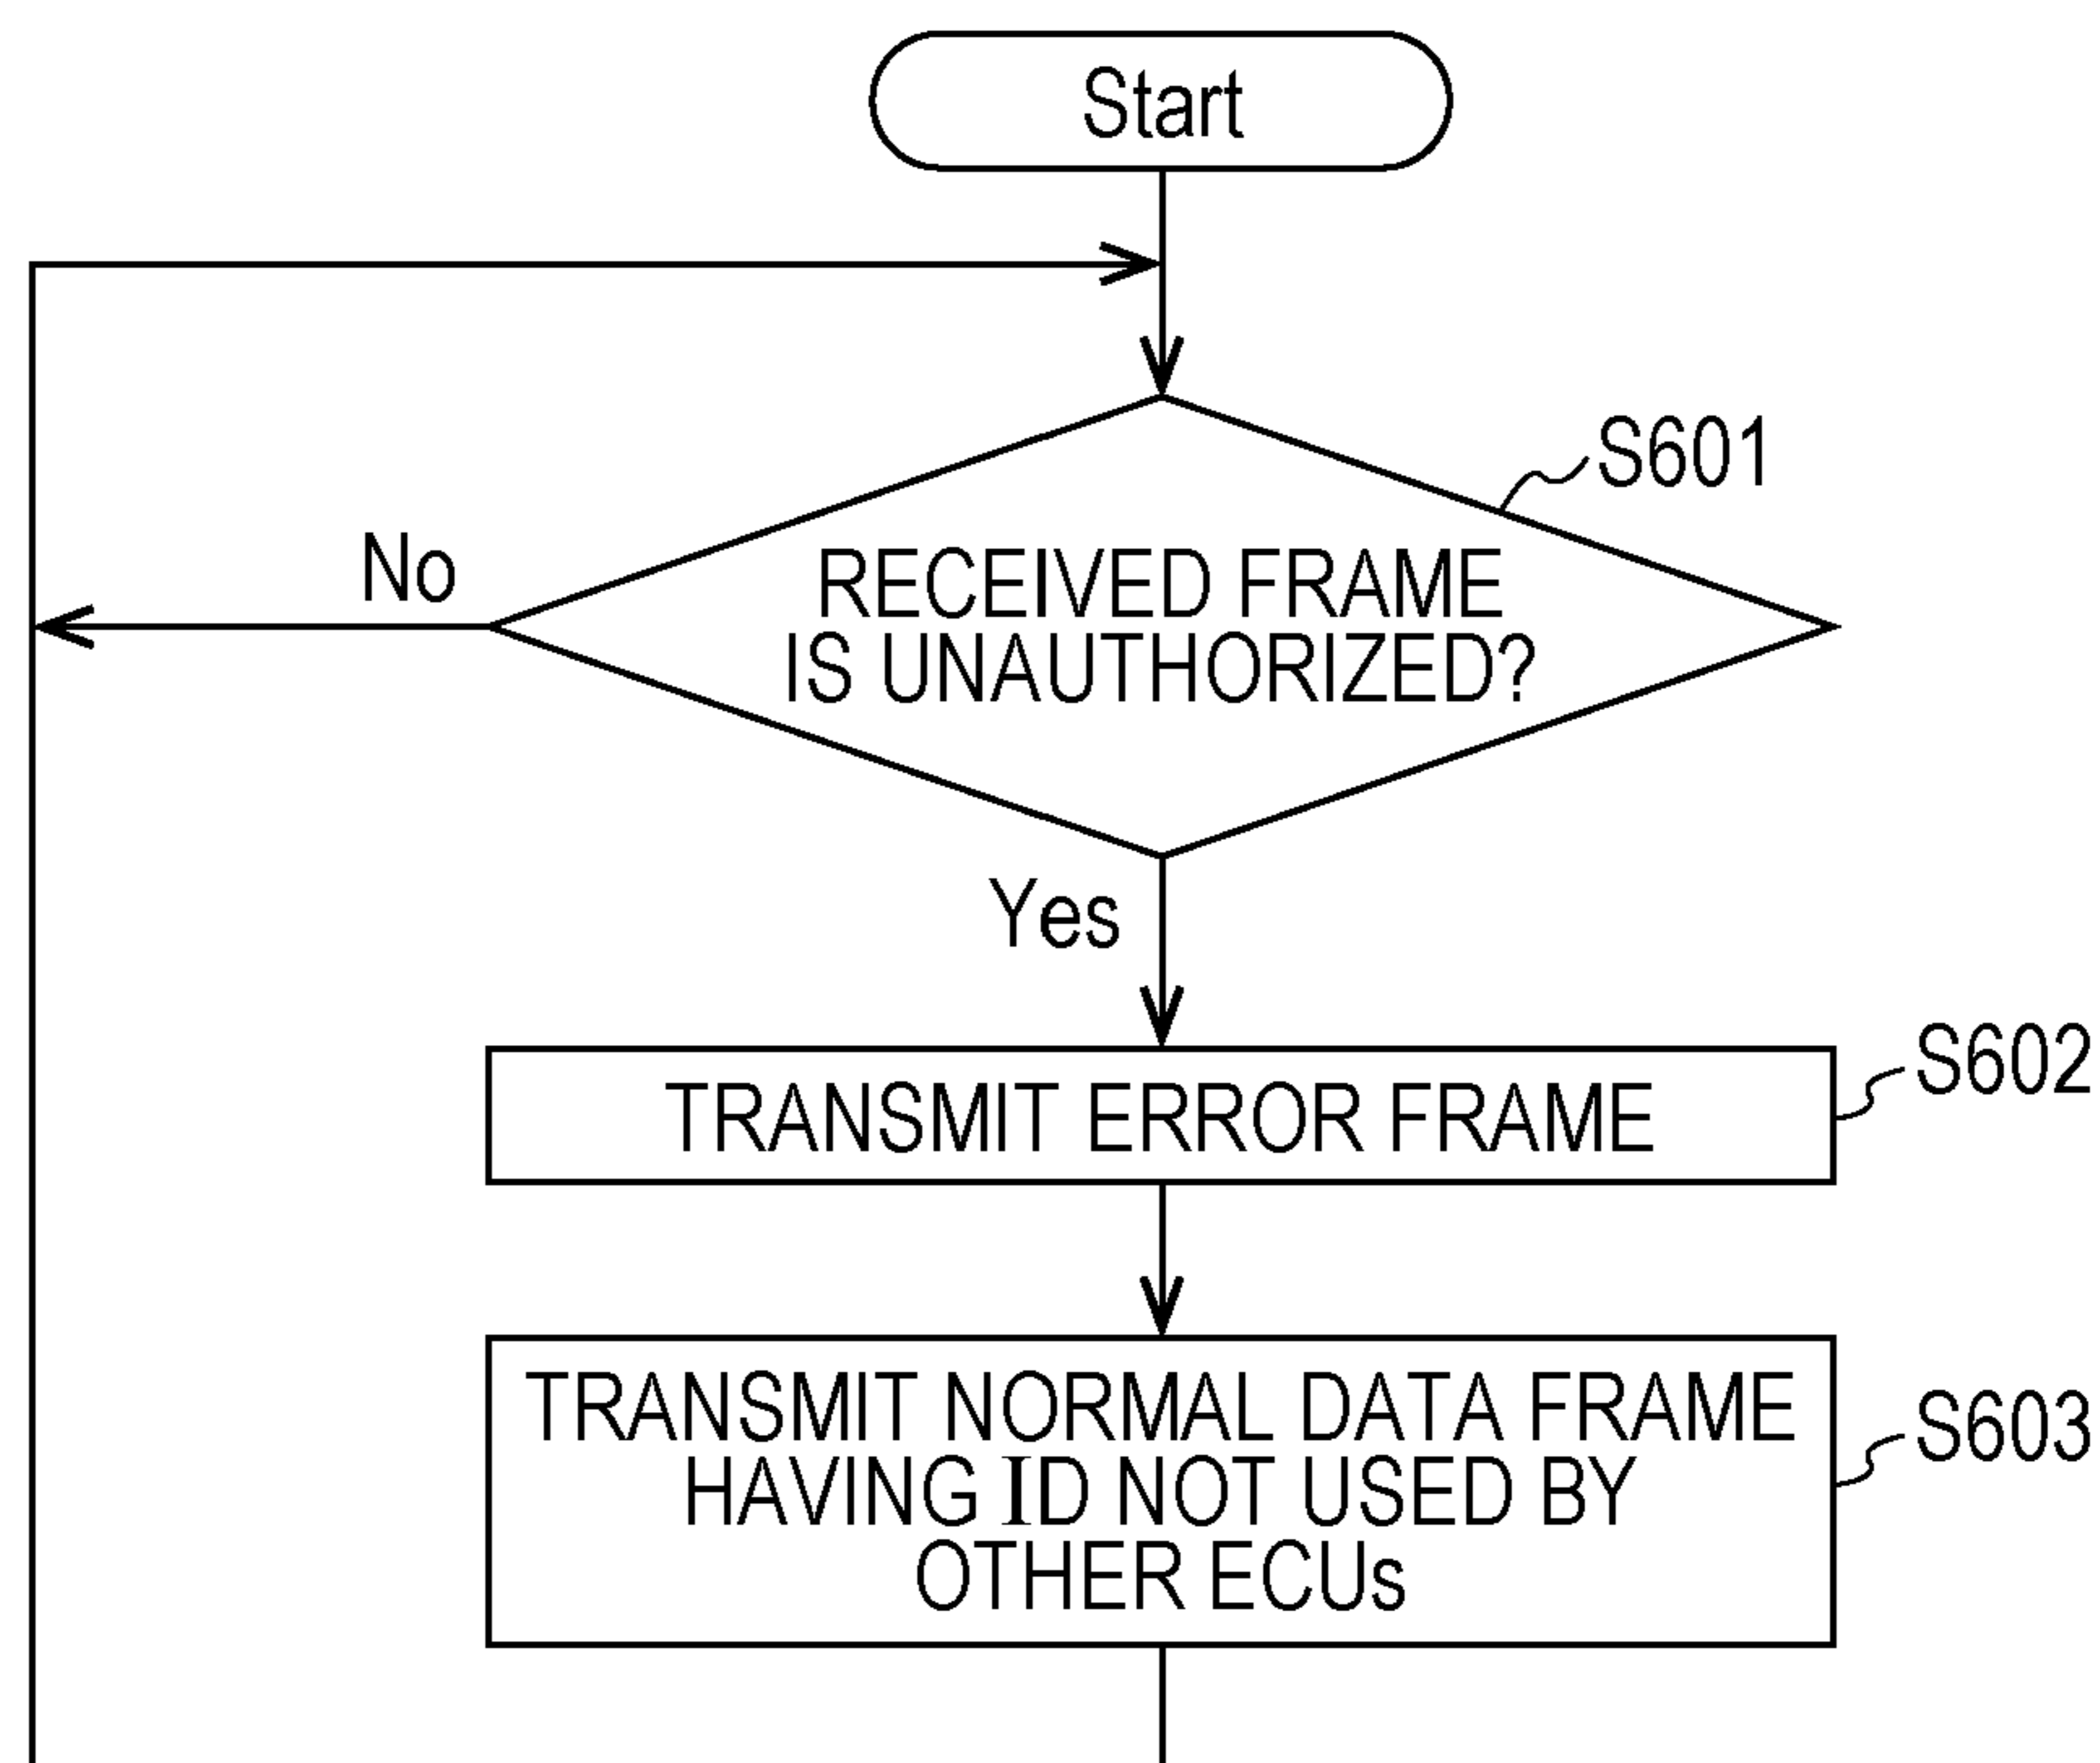 Start
S601
No
RECEIVED FRAME
IS UNAUTHORIZED?
Yes
S602
TRANSMIT ERROR FRAME
S603
TRANSMIT NORMAL DATA FRAME
HAVING ID NOT USED BY
OTHER ECUs